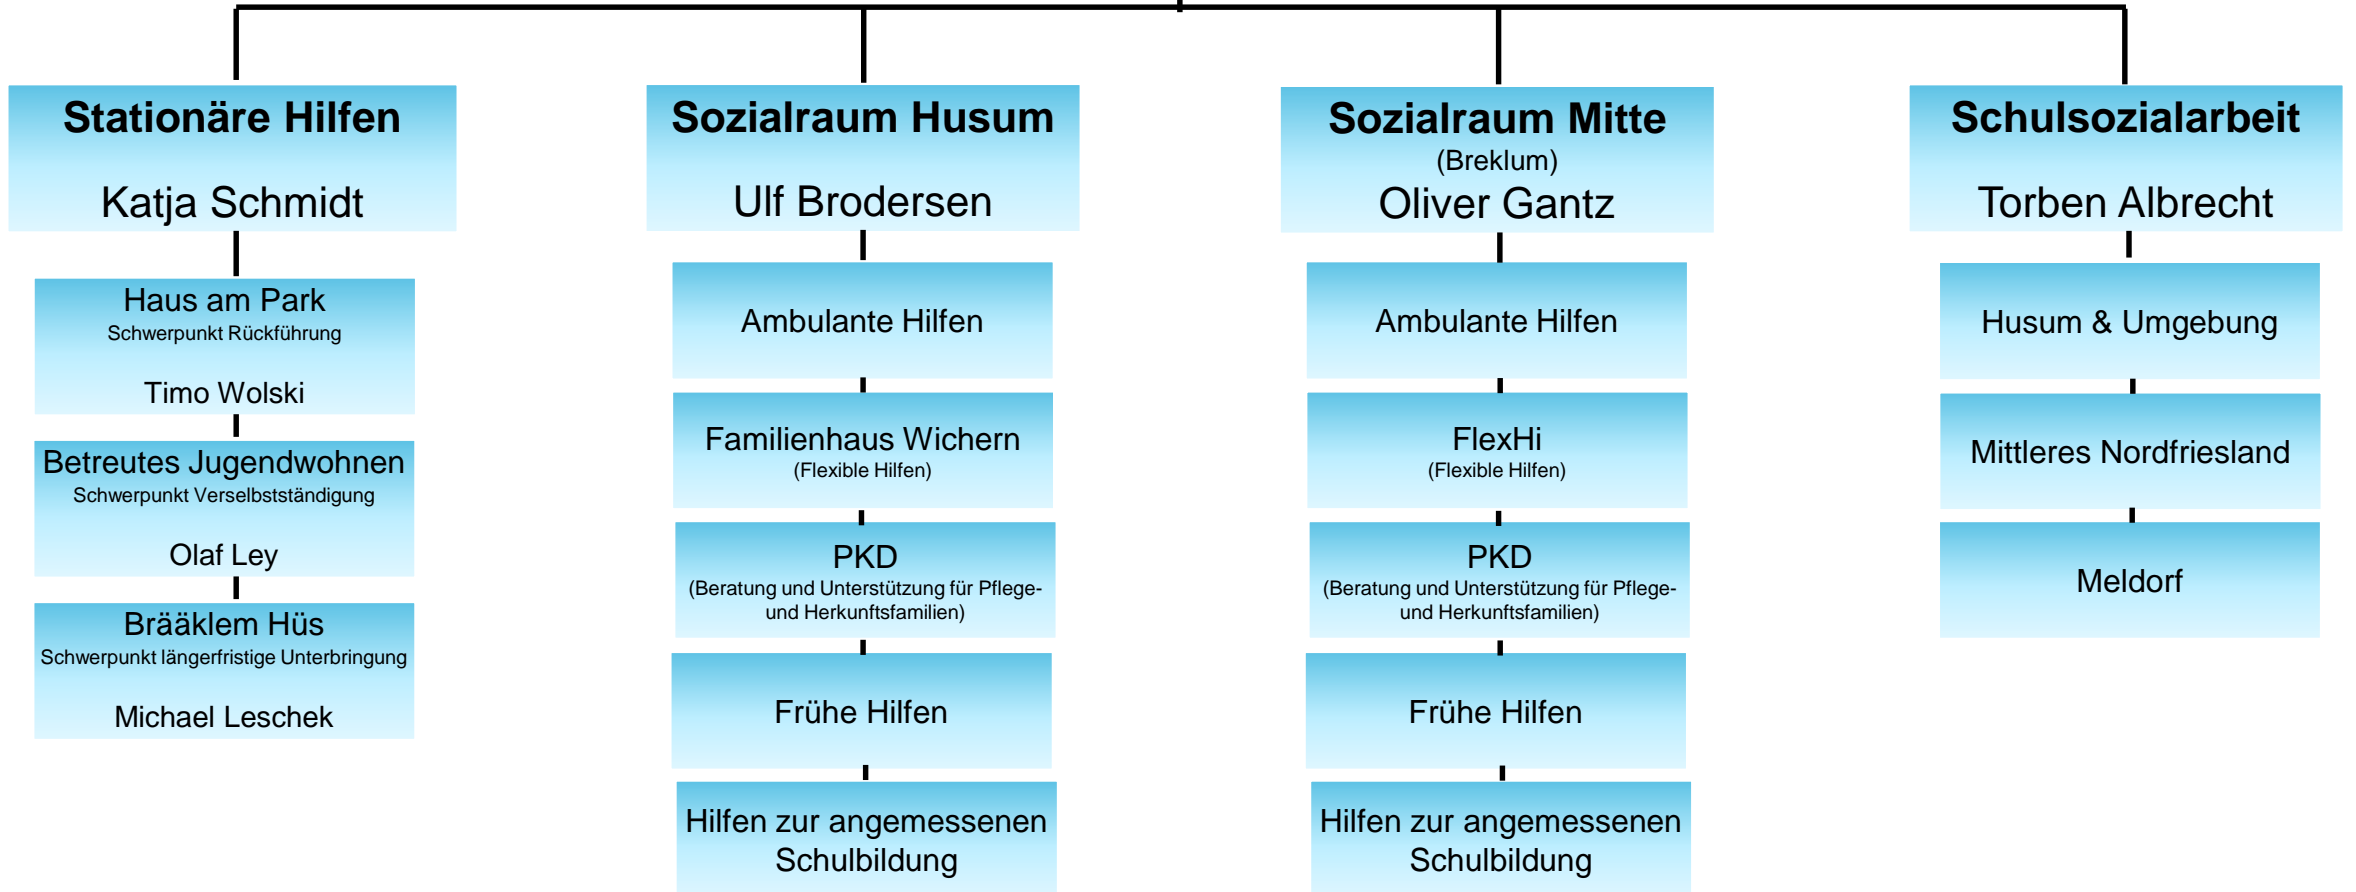 Stationäre Hilfen
Katja Schmidt
Haus am Park
Schwerpunkt Rückführung
Timo Wolski
Betreutes Jugendwohnen
Schwerpunkt Verselbstständigung
Olaf Ley
Brääklem Hüs
Schwerpunkt längerfristige Unterbringung
Michael Leschek
Sozialraum Husum
Ulf Brodersen
Ambulante Hilfen
Familienhaus Wichern
(Flexible Hilfen)
PKD
(Beratung und Unterstützung für Pflege-
und Herkunftsfamilien)
Frühe Hilfen
Hilfen zur angemessenen
Schulbildung
Sozialraum Mitte
(Breklum)
Oliver Gantz
Ambulante Hilfen
FlexHi
(Flexible Hilfen)
PKD
(Beratung und Unterstützung für Pflege-
und Herkunftsfamilien)
Frühe Hilfen
Hilfen zur angemessenen
Schulbildung
Schulsozialarbeit
Torben Albrecht
Husum & Umgebung
Mittleres Nordfriesland
Meldorf